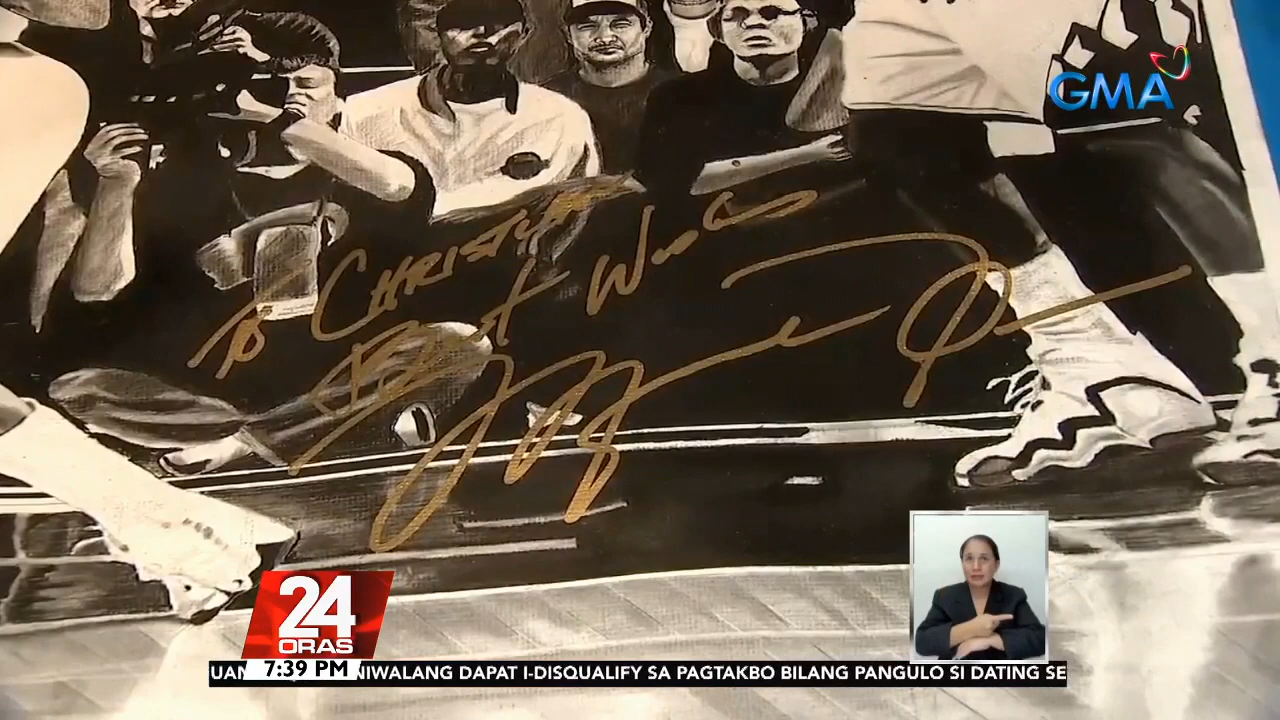 GMA
To CHRISTY
Best Wishes
24
ORAS
7:39 PM
NIWALANG DAPAT I-DISQUALIFY SA PAGTAKBO BILANG PANGULO SI DATING SE